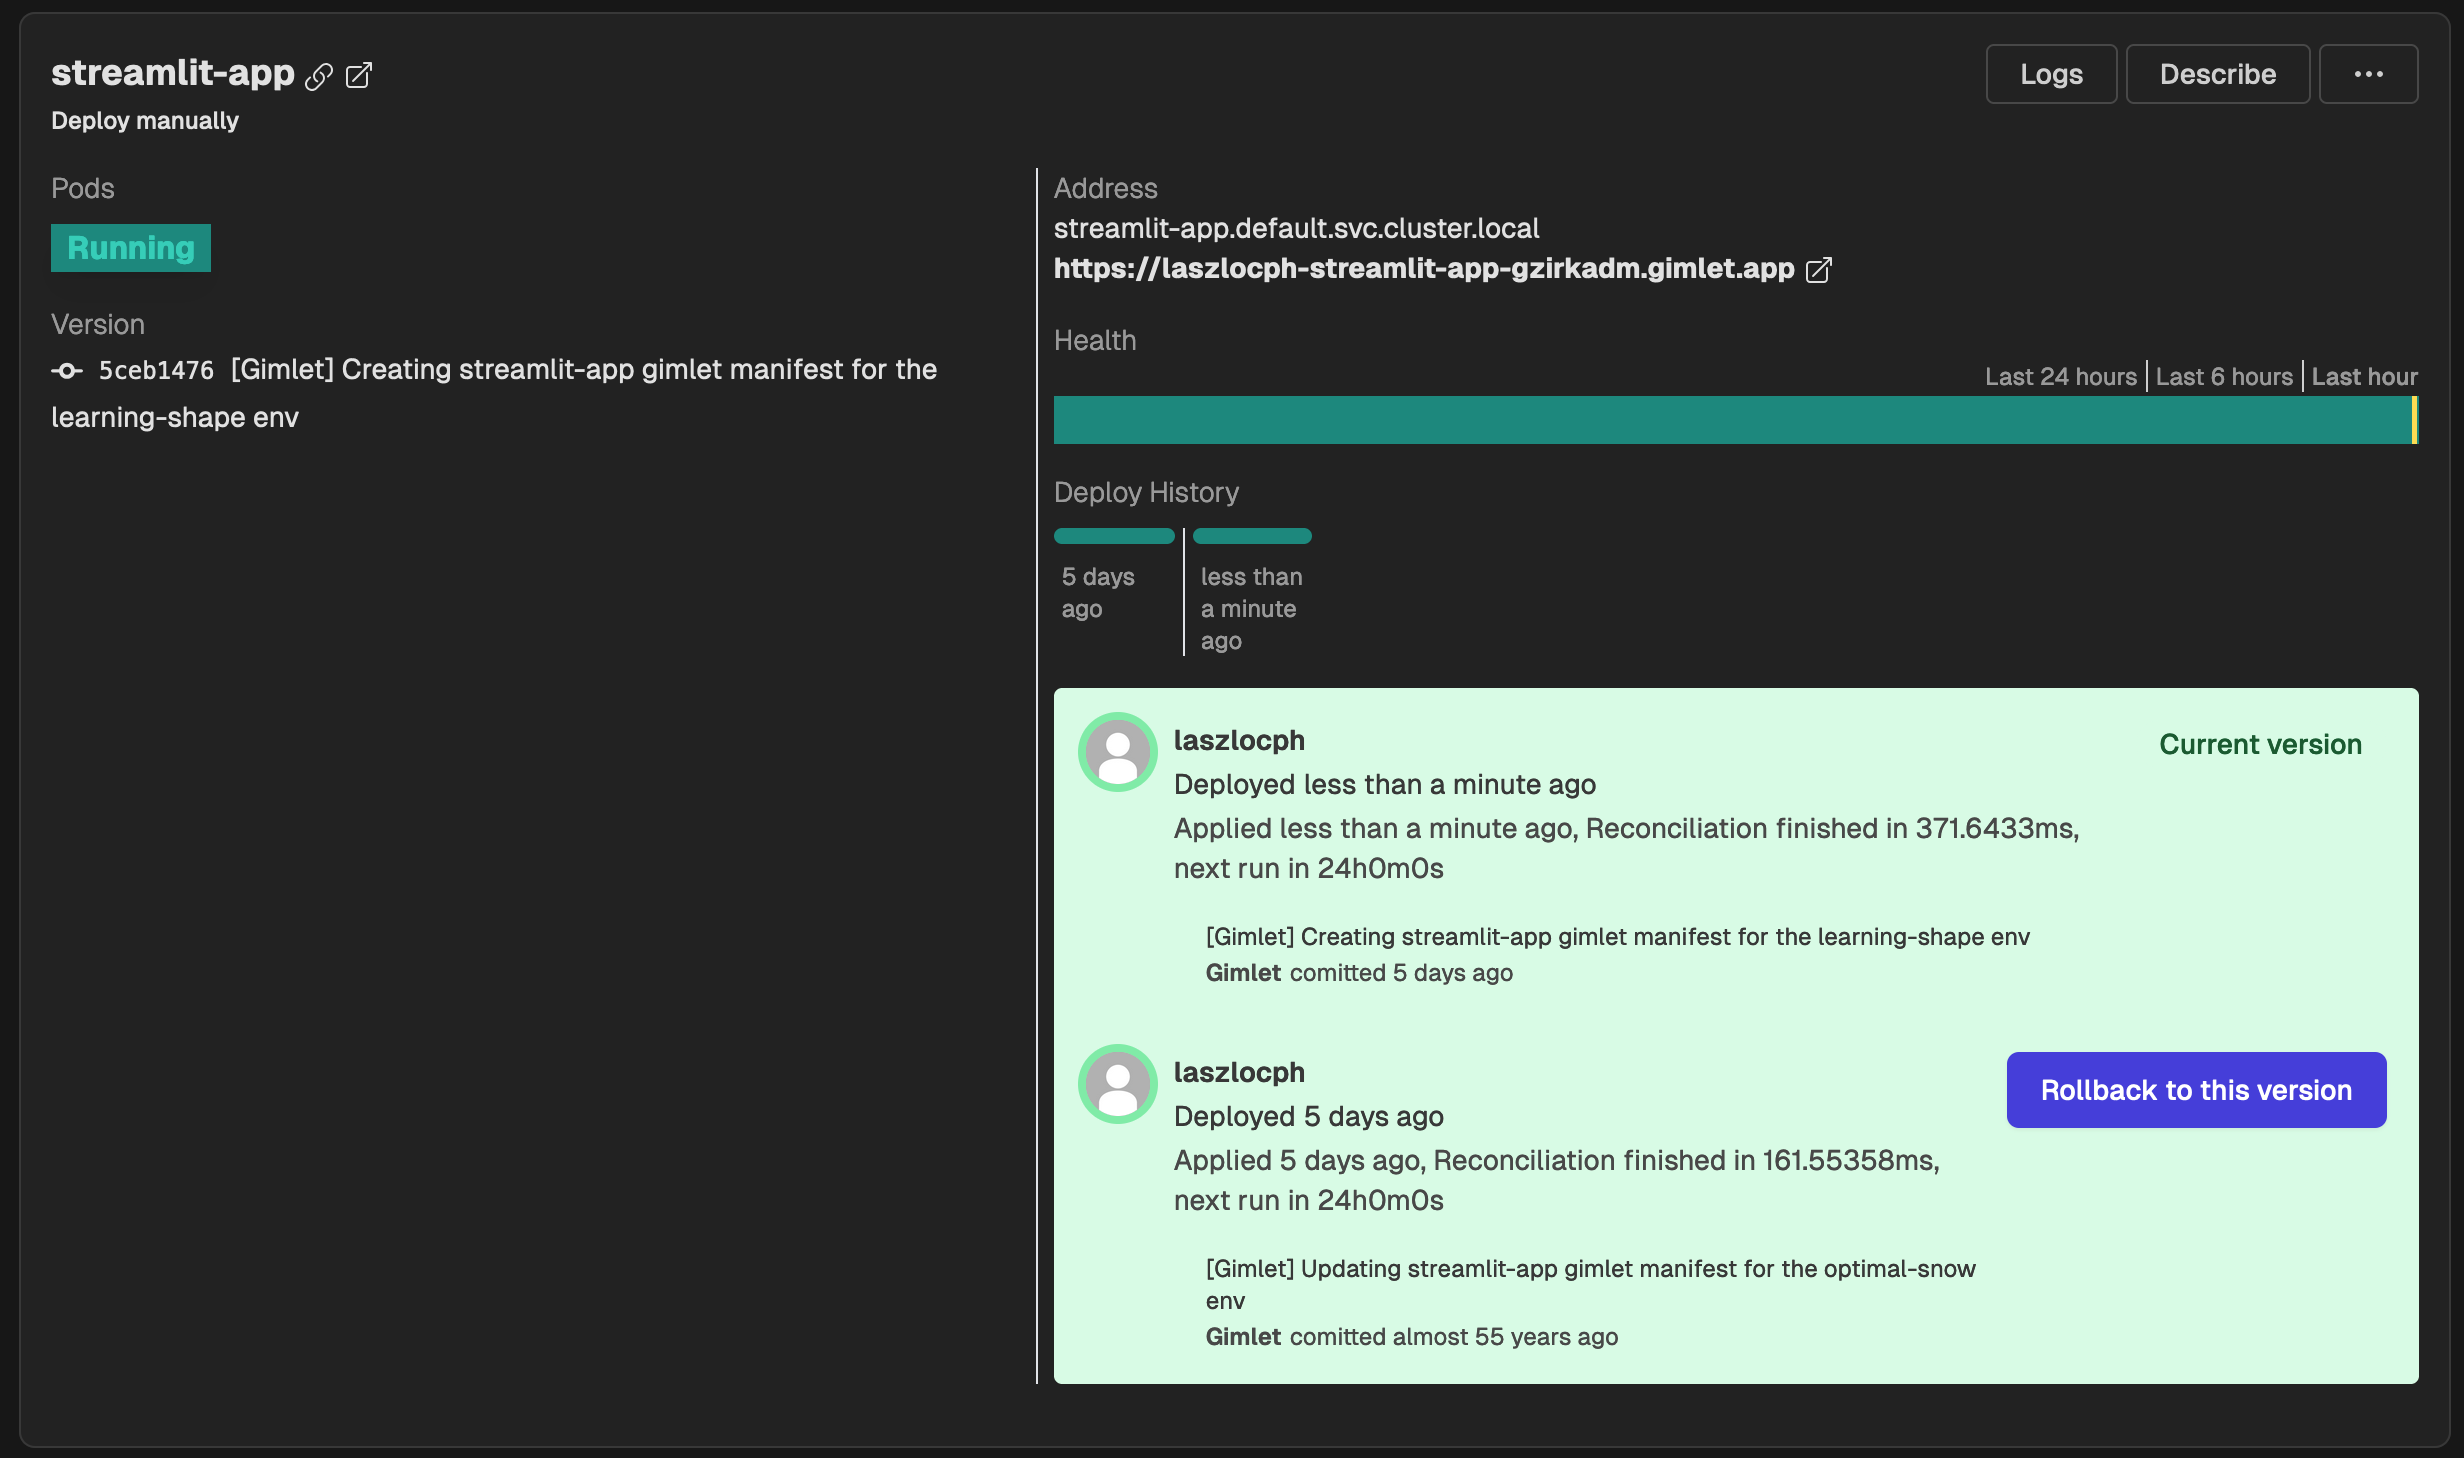 streamlit-app
Logs
Describe
Deploy manually
Pods
Running
Version
5ceb1476 [Gimlet] Creating streamlit-app gimlet manifest for the
learning-shape env
Address
streamlit-app.default.svc.cluster.local
https://laszlocph-streamlit-app-gzirkadm.gimlet.app
Health
Last 24 hours
Last 6 hours
Last hour
Deploy History
5 days
ago
less than
a minute
ago
laszlocph
Current version
Deployed less than a minute ago
Applied less than a minute ago, Reconciliation finished in 371.6433ms,
next run in 24h0m0s
[Gimlet] Creating streamlit-app gimlet manifest for the learning-shape env
Gimlet comitted 5 days ago
laszlocph
Rollback to this version
Deployed 5 days ago
Applied 5 days ago, Reconciliation finished in 161.55358ms,
next run in 24h0m0s
[Gimlet] Updating streamlit-app gimlet manifest for the optimal-snow
env
Gimlet comitted almost 55 years ago